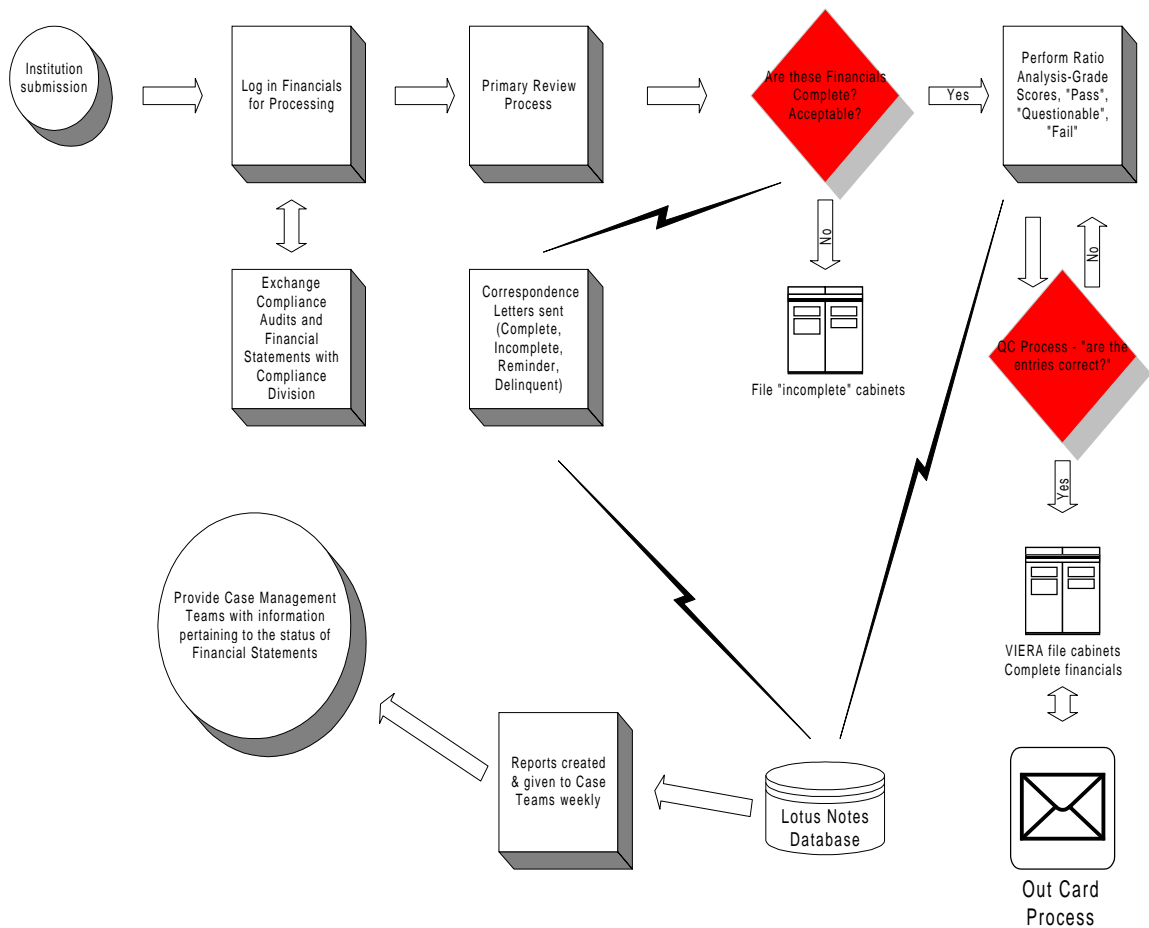 Institution
submission
Log in Financials
for Processing
Primary Review
Process
Are these Financials
Complete?
Acceptable?
Yes
Perform Ratio
Analysis-Grade
Scores, "Pass",
"Questionable",
"Fail"
No
No
Exchange
Compliance
Audits and
Financial
Statements with
Compliance
Division
Correspondence
Letters sent
(Complete,
Incomplete,
Reminder,
Delinquent)
File "incomplete" cabinets
QC Process - "are the
entries correct?"
Yes
VIERA file cabinets
Complete financials
Provide Case Management
Teams with information
pertaining to the status of
Financial Statements
Reports created
& given to Case
Teams weekly
Lotus Notes
Database
Out Card
Process